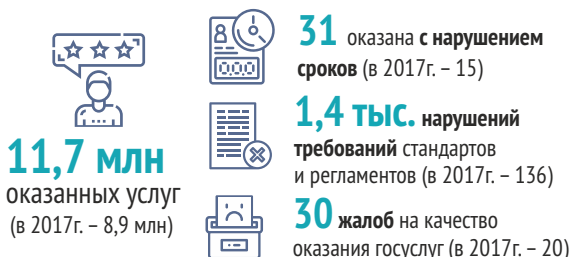 11,7 млн
оказанных услуг
(в 2017г. – 8,9 млн)
31 оказана с нарушением
сроков (в 2017г. – 15)
1,4 тыс. нарушений
требований стандартов
и регламентов (в 2017г. – 136)
30 жалоб на качество
оказания госуслуг (в 2017г. – 20)